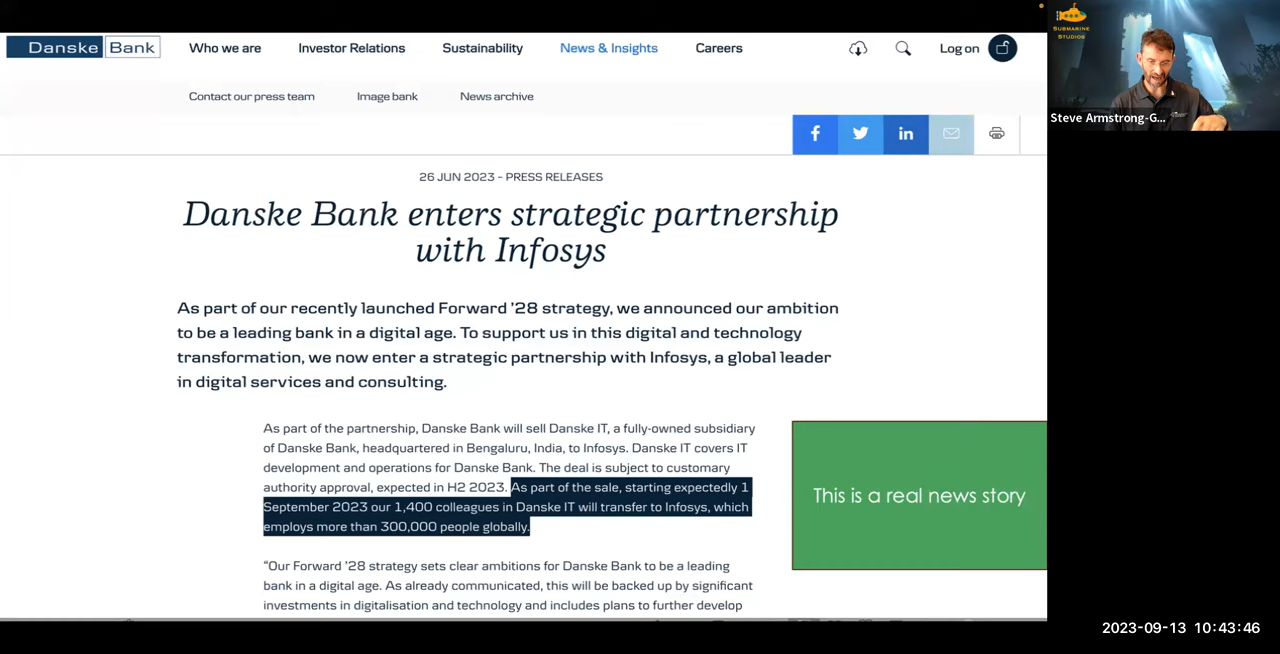 Danske Bank
Who we are
Investor Relations
Sustainability
News & Insights
Careers
Log on
SUBMARINE
STUDIOS
Steve Armstrong-G...
Contact our press team
Image bank
News archive
26 JUN 2023 - PRESS RELEASES
Danske Bank enters strategic partnership
with Infosys
As part of our recently launched Forward ’28 strategy, we announced our ambition
to be a leading bank in a digital age. To support us in this digital and technology
transformation, we now enter a strategic partnership with Infosys, a global leader
in digital services and consulting.
As part of the partnership, Danske Bank will sell Danske IT, a fully-owned subsidiary
of Danske Bank, headquartered in Bengaluru, India, to Infosys. Danske IT covers IT
development and operations for Danske Bank. The deal is subject to customary
authority approval, expected in H2 2023. As part of the sale, starting expectedly 1
September 2023 our 1,400 colleagues in Danske IT will transfer to Infosys, which
employs more than 300,000 people globally.
“Our Forward ’28 strategy sets clear ambitions for Danske Bank to be a leading
bank in a digital age. As already communicated, this will be backed up by significant
investments in digitalisation and technology and includes plans to further develop
This is a real news story
2023-09-13 10:43:46